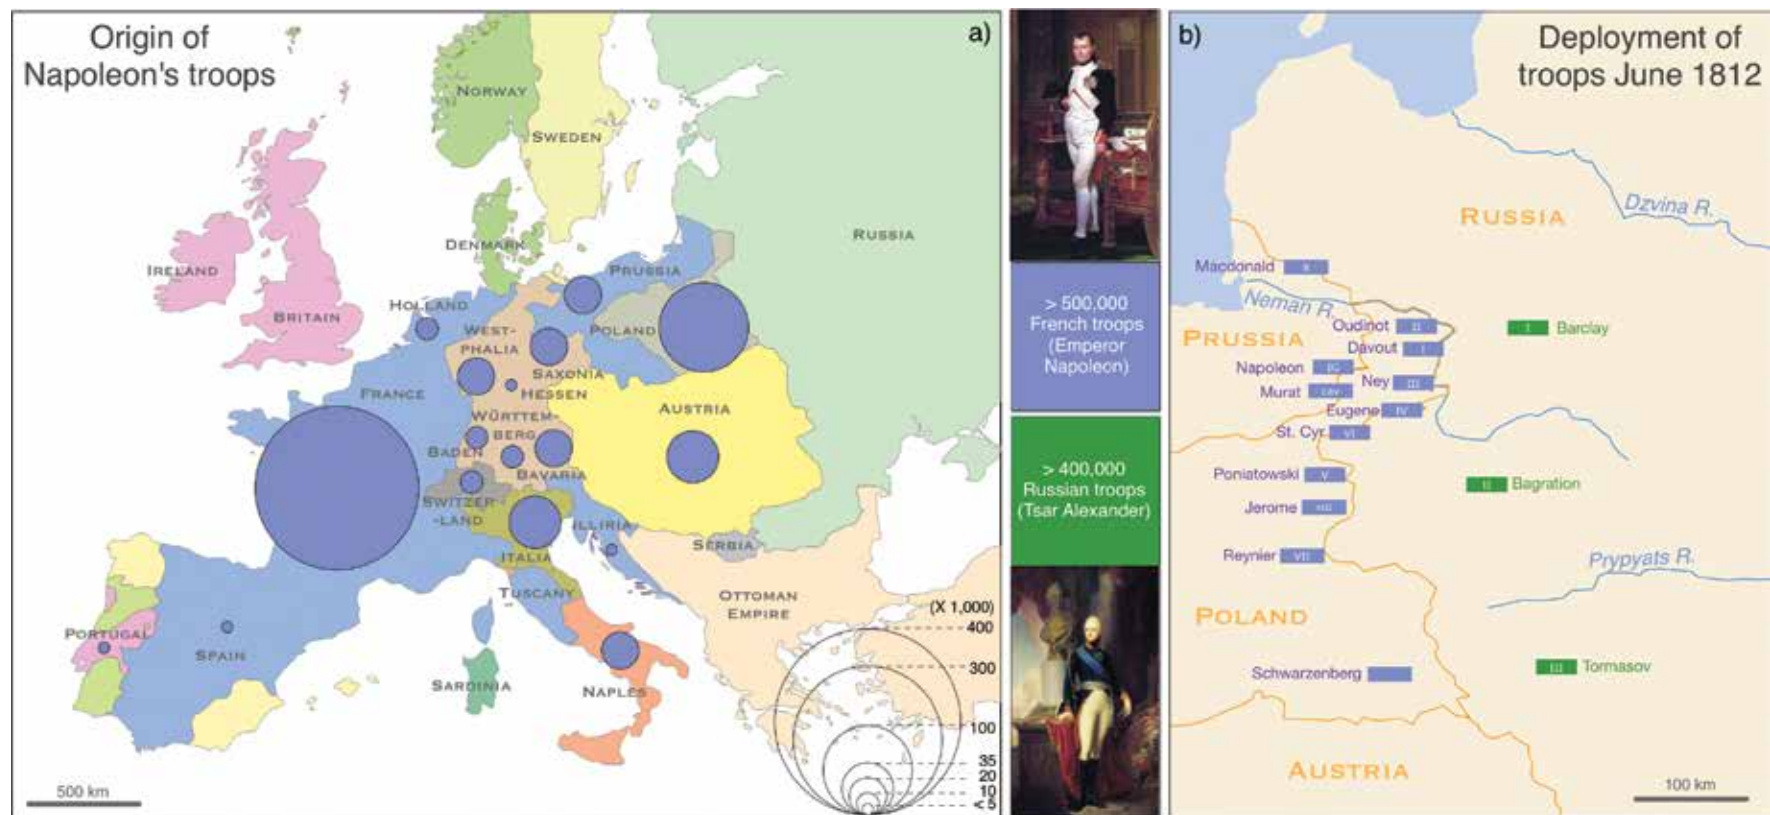 Origin of
Napoleon's troops
a)
NORWAY
SWEDEN
RUSSIA
DENMARK
IRELAND
BRITAIN
HOLLAND
PRUSSIA
WEST-
PHALIA
POLAND
SAXONIA
HESSEN
FRANCE
WÜRTTEM-
BERG
AUSTRIA
BADEN
BAVARIA
SWITZER-
-LAND
ILLIRIA
ITALIA
SERBIA
TUSCANY
OTTOMAN
EMPIRE
PORTUGAL
SPAIN
SARDINIA
NAPLES
(X 1,000)
400
300
100
35
20
10
< 5
500 km
> 500,000
French troops
(Emperor
Napoleon)
> 400,000
Russian troops
(Tsar Alexander)
b)
Deployment of
troops June 1812
Dzvina R.
RUSSIA
Macdonald X
Neman R.
PRUSSIA
Oudinot II
I Barclay
Davout I
Napoleon
Ney III
Murat
Eugene IV
St. Cyr VI
Poniatowski V
II Bagration
Jerome VIII
Reynier VII
Prypyats R.
POLAND
Schwarzenberg
III Tormasov
AUSTRIA
100 km